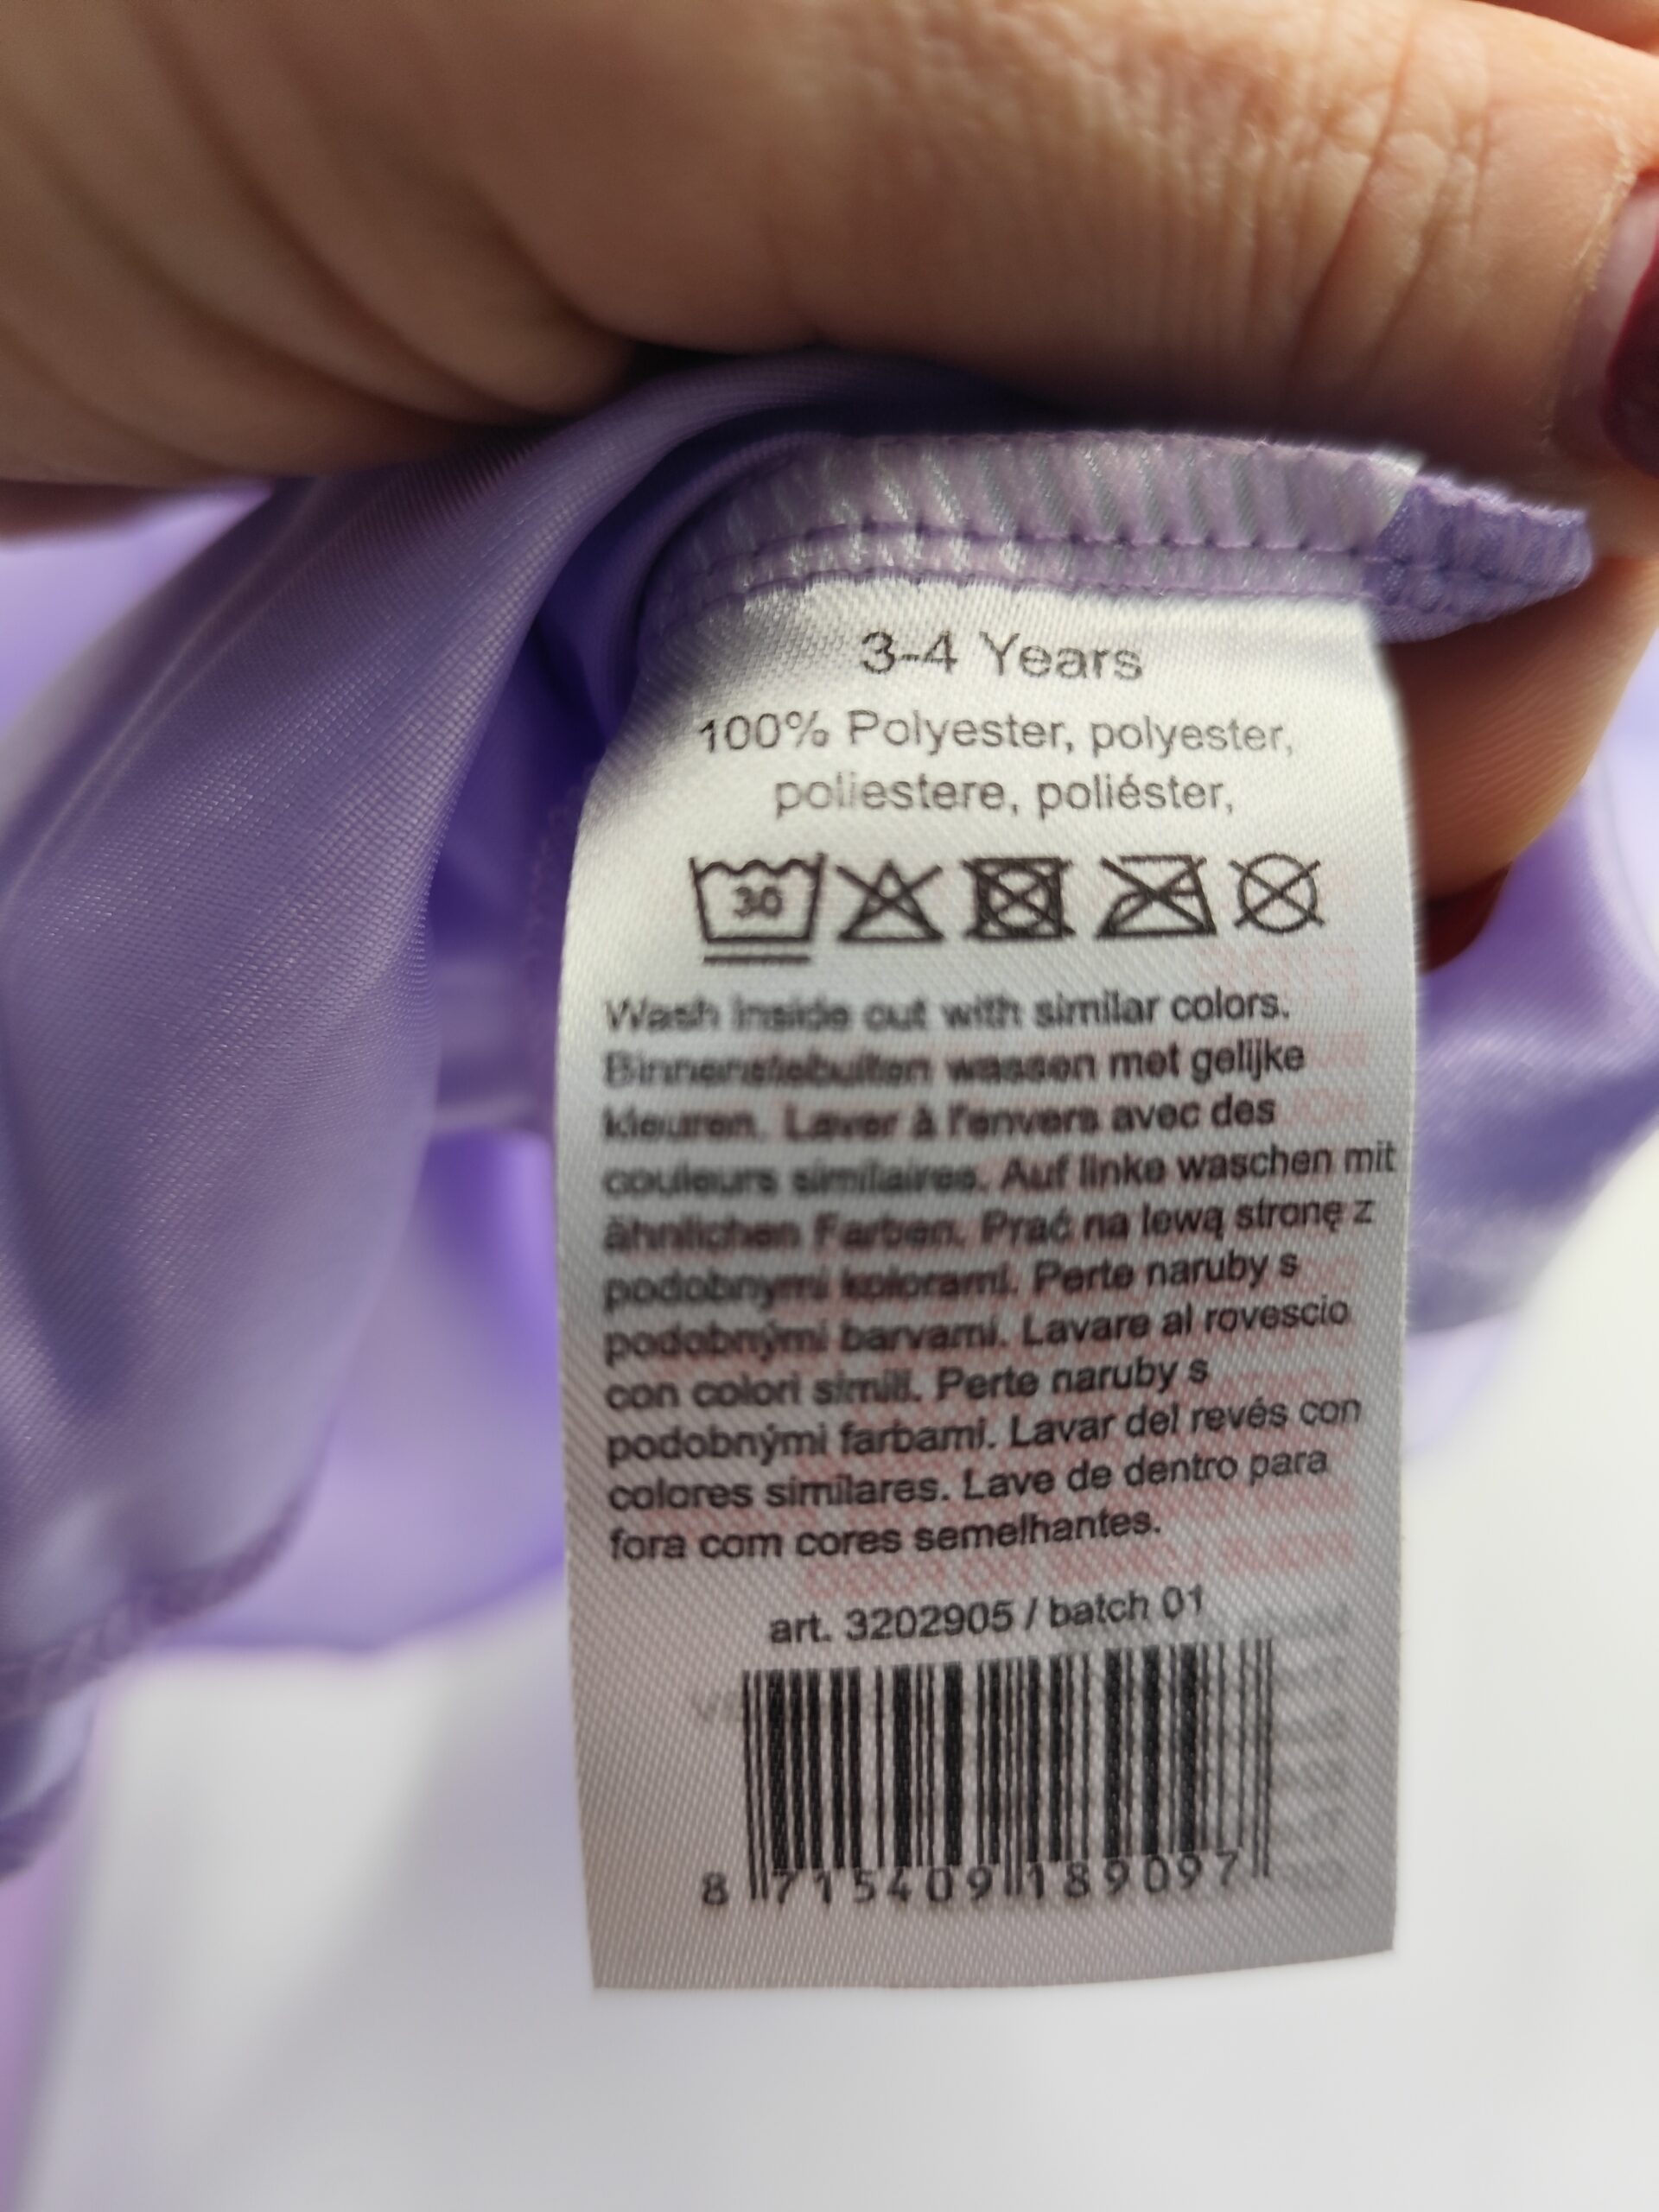 3-4 Years
100% Polyester, polyester,
poliestere, poliéster,
30
Wash inside out with similar colors.
Binnenstebuiten wassen met gelijke
kleuren. Laver à l'envers avec des
couleurs similaires. Auf linke waschen mit
ähnlichen Farben. Prać na lewą stronę z
podobnymi kolorami. Perte naruby s
podobnými barvami. Lavare al rovescio
con colori simili. Perte naruby s
podobnými farbami. Lavar del revés con
colores similares. Lave de dentro para
fora com cores semelhantes.
art. 3202905 / batch 01
8 715409 189097